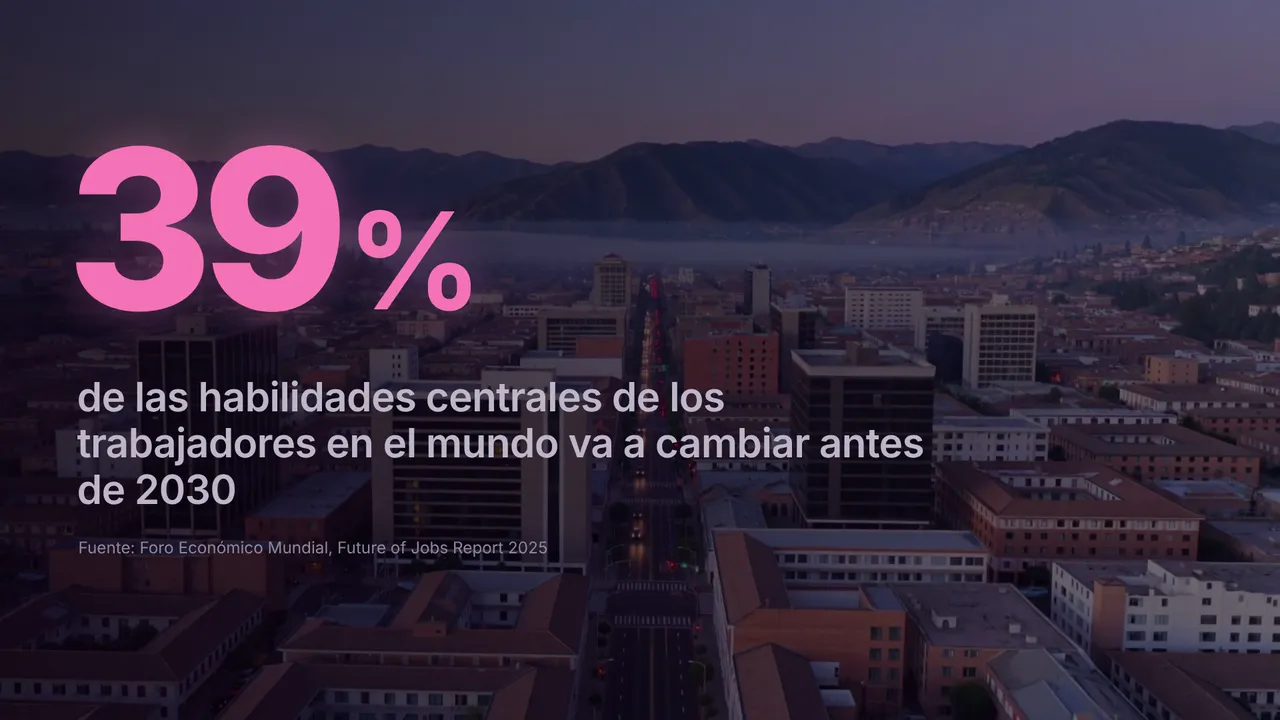 39%
de las habilidades centrales de los
trabajadores en el mundo va a cambiar antes
de 2030
Fuente: Foro Económico Mundial, Future of Jobs Report 2025